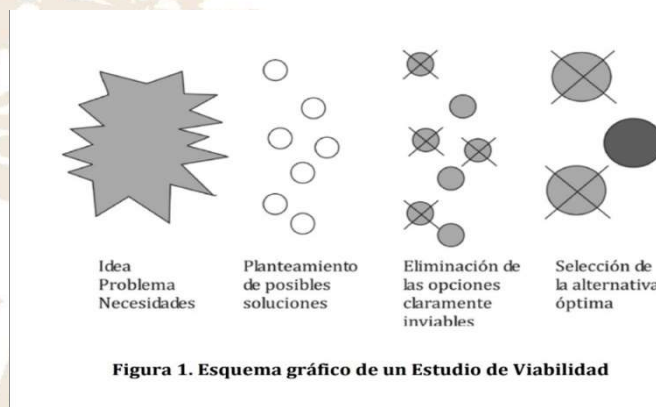 Idea
Problema
Necesidades
Planteamiento
de posibles
soluciones
Eliminación de
las opciones
claramente
inviables
Selección de
la alternativa
óptima
Figura 1. Esquema gráfico de un Estudio de Viabilidad